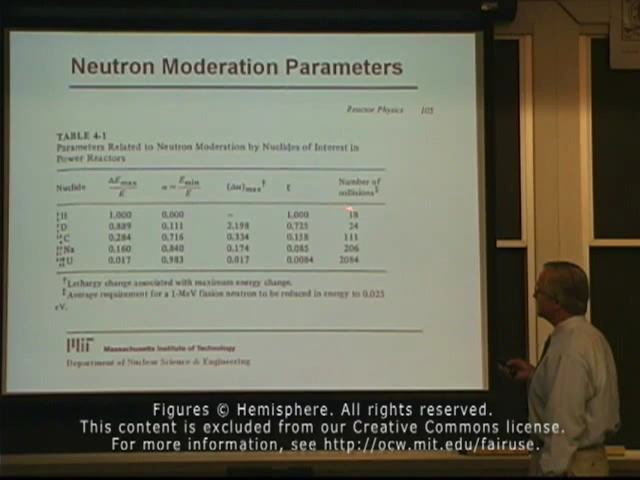 Neutron Moderation Parameters
Reactor Physics 105
TABLE 4-1
Parameters Related to Neutron Moderation by Nuclides of Interest in
Power Reactors
Nuclide ΔEmax/E α = Emin/E (Δu)max† ξ Number of collisions‡
H 1.000 0.000 – 1.000 18
D 0.889 0.111 2.198 0.725 24
C 0.284 0.716 0.334 0.158 111
Na 0.160 0.840 0.174 0.085 206
U 0.017 0.983 0.017 0.0084 2084
†Lethargy change associated with maximum energy change.
‡Average requirement for a 1-MeV fission neutron to be reduced in energy to 0.025
eV.
MIT Massachusetts Institute of Technology
Department of Nuclear Science & Engineering
Figures © Hemisphere. All rights reserved.
This content is excluded from our Creative Commons license.
For more information, see http://ocw.mit.edu/fairuse.